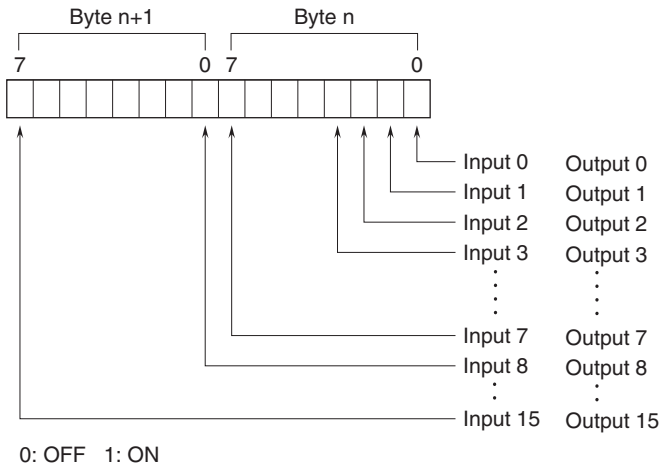 Byte n+1 Byte n
7 0 7 0
Input 0 Output 0
Input 1 Output 1
Input 2 Output 2
Input 3 Output 3
Input 7 Output 7
Input 8 Output 8
Input 15 Output 15
0: OFF 1: ON